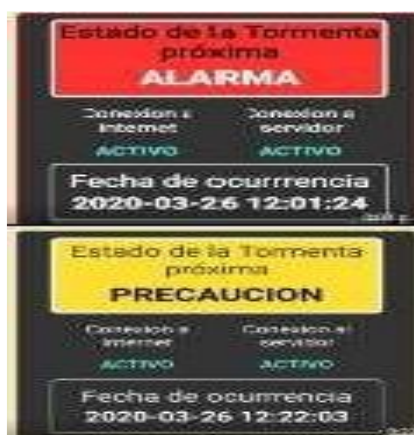 Estado de la Tormenta
próxima
ALARMA
Conexion a Conexion a
Internet servidor
ACTIVO ACTIVO
Fecha de ocurrrencia
2020-03-26 12:01:24
Estado de la Tormenta
próxima
PRECAUCION
Conexion a Conexion al
Internet servidor
ACTIVO ACTIVO
Fecha de ocurrrencia
2020-03-26 12:22:03